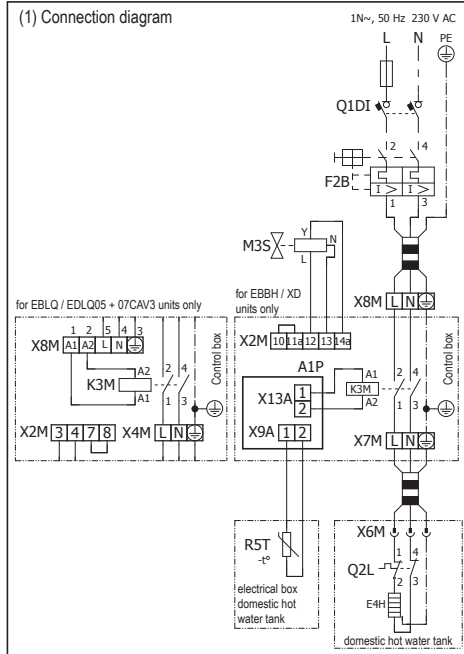 (1) Connection diagram
1N~, 50 Hz 230 V AC
L N PE
Q1DI
2 4
F2B
I > I >
1 3
Y
M3S N
L
for EBLQ / EDLQ05 + 07CAV3 units only
for EBBH / XD
units only
X8M L N
1 2 5 4 3
X8M A1 A2 L N
X2M 10 11a 12 13 14a
Control box
Control box
A2
K3M
A1
2 4
1 3
A1P
X13A 1
2
A1
K3M
A2
2 4
1 3
X2M 3 4 7 8
X4M L N
X9A 1 2
X7M L N
X6M
R5T
-t°
electrical box
domestic hot
water tank
1 4
Q2L
2 3
E4H
domestic hot water tank